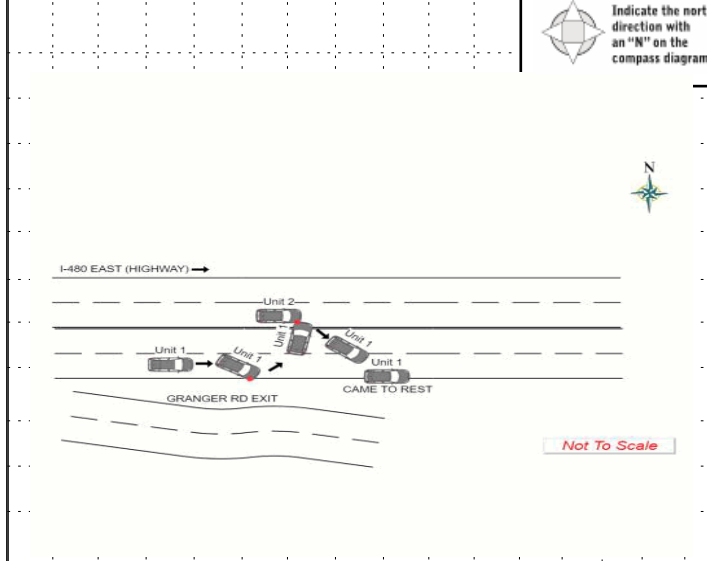 Indicate the nort
direction with
an “N” on the
compass diagram
N
I-480 EAST (HIGHWAY)
Unit 2
Unit 1
Unit 1
Unit 1
Unit 1
Unit 1
CAME TO REST
GRANGER RD EXIT
Not To Scale